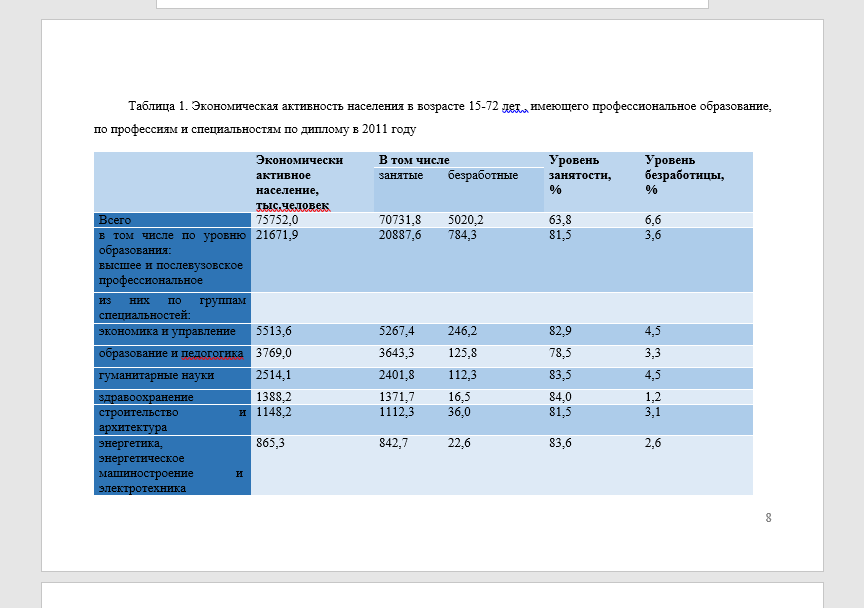 Таблица 1. Экономическая активность населения в возрасте 15-72 лет , имеющего профессиональное образование,
по профессиям и специальностям по диплому в 2011 году
Экономически активное население, тыс.человек В том числе Уровень занятости, % Уровень безработицы, %
занятые безработные
Всего 75752,0 70731,8 5020,2 63,8 6,6
в том числе по уровню 21671,9 20887,6 784,3 81,5 3,6
образования:
высшее и послевузовское
профессиональное
из них по группам
специальностей:
экономика и управление 5513,6 5267,4 246,2 82,9 4,5
образование и педогогика 3769,0 3643,3 125,8 78,5 3,3
гуманитарные науки 2514,1 2401,8 112,3 83,5 4,5
здравоохранение 1388,2 1371,7 16,5 84,0 1,2
строительство и 1148,2 1112,3 36,0 81,5 3,1
архитектура
энергетика, 865,3 842,7 22,6 83,6 2,6
энергетическое
машиностроение и
электротехника
8